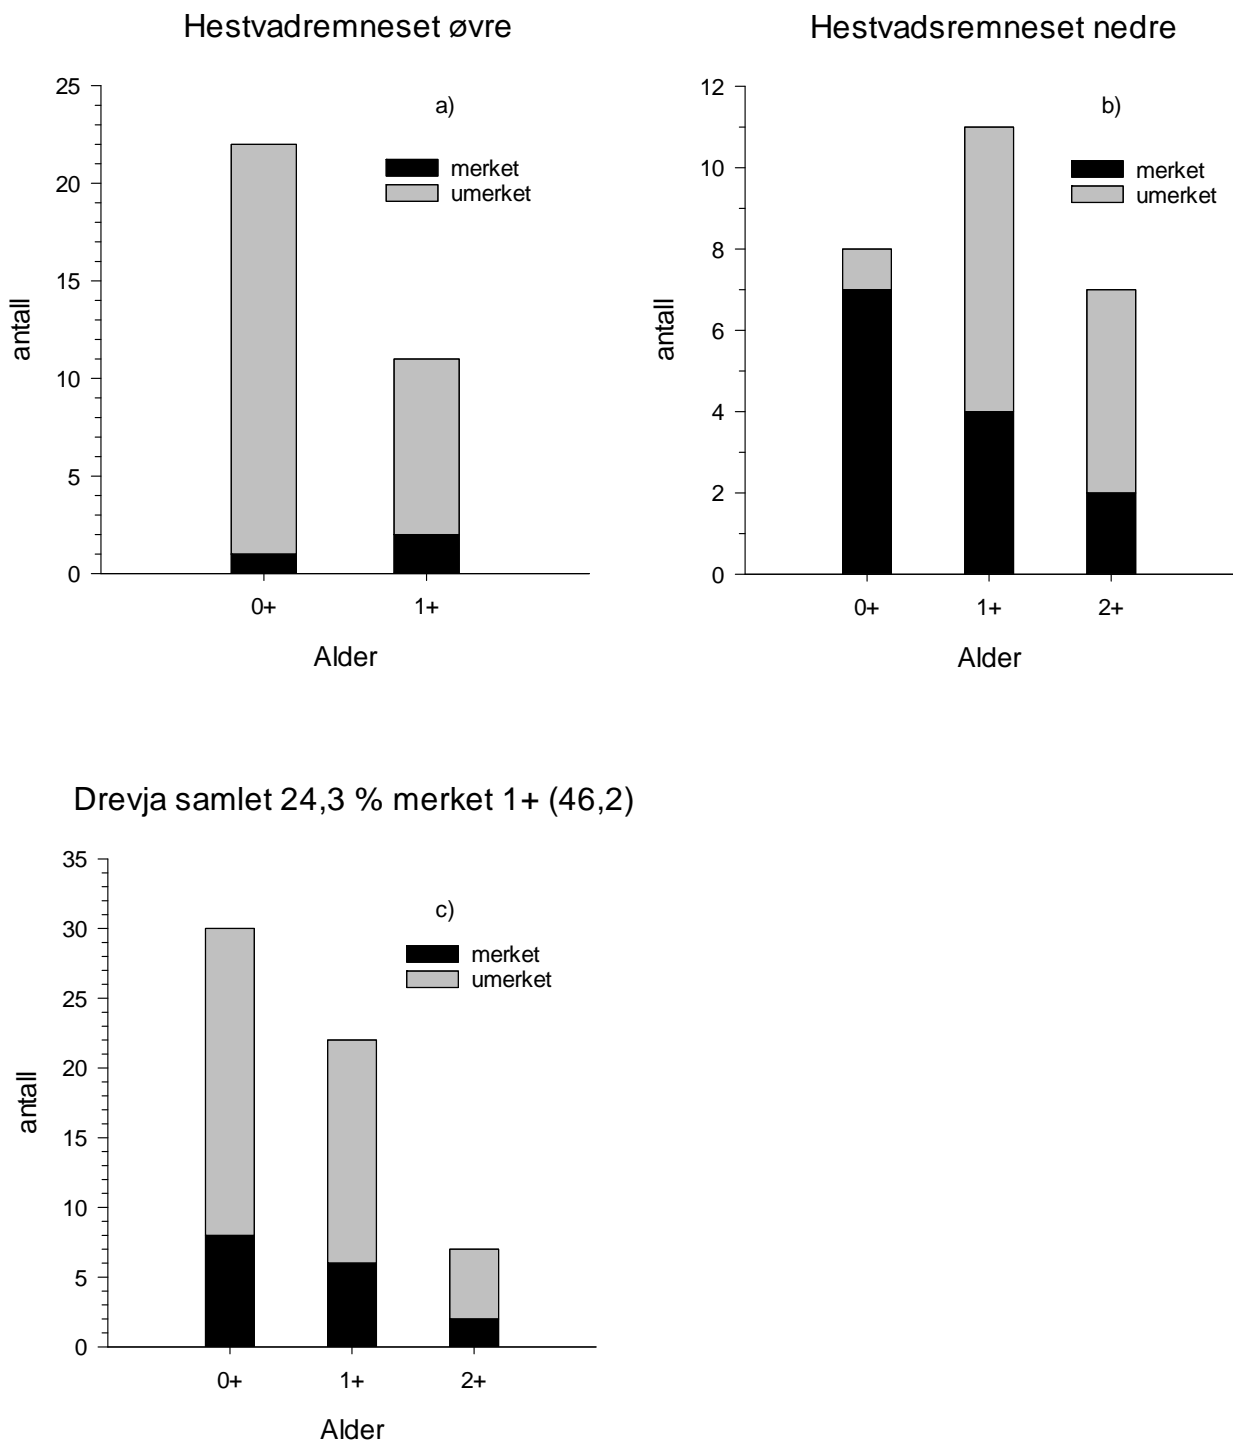 Hestvadremneset øvre
a)
merket
umerket
antall
25
20
15
10
5
0
0+ 1+
Alder
Hestvadsremneset nedre
b)
merket
umerket
antall
12
10
8
6
4
2
0
0+ 1+ 2+
Alder
Drevja samlet 24,3 % merket 1+ (46,2)
c)
merket
umerket
antall
35
30
25
20
15
10
5
0
0+ 1+ 2+
Alder